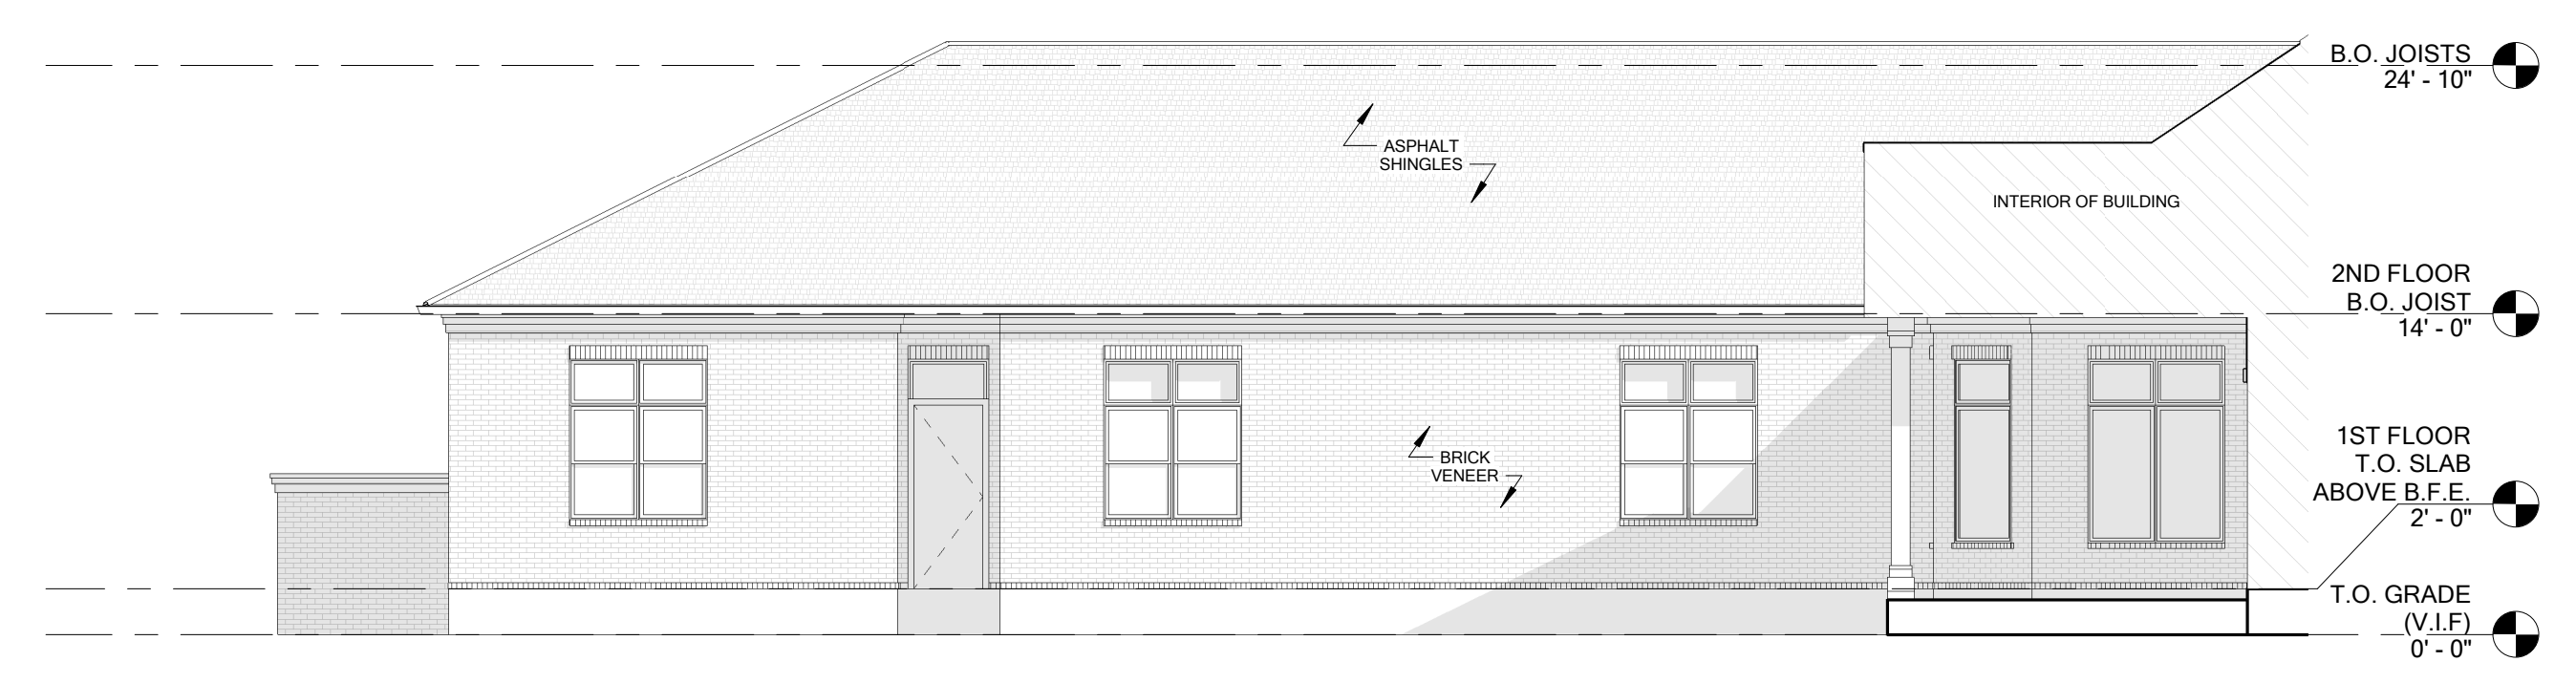 B.O. JOISTS
24' - 10"
ASPHALT
SHINGLES
INTERIOR OF BUILDING
2ND FLOOR
B.O. JOIST
14' - 0"
1ST FLOOR
T.O. SLAB
ABOVE B.F.E.
2' - 0"
BRICK
VENEER
T.O. GRADE
(V.I.F)
0' - 0"